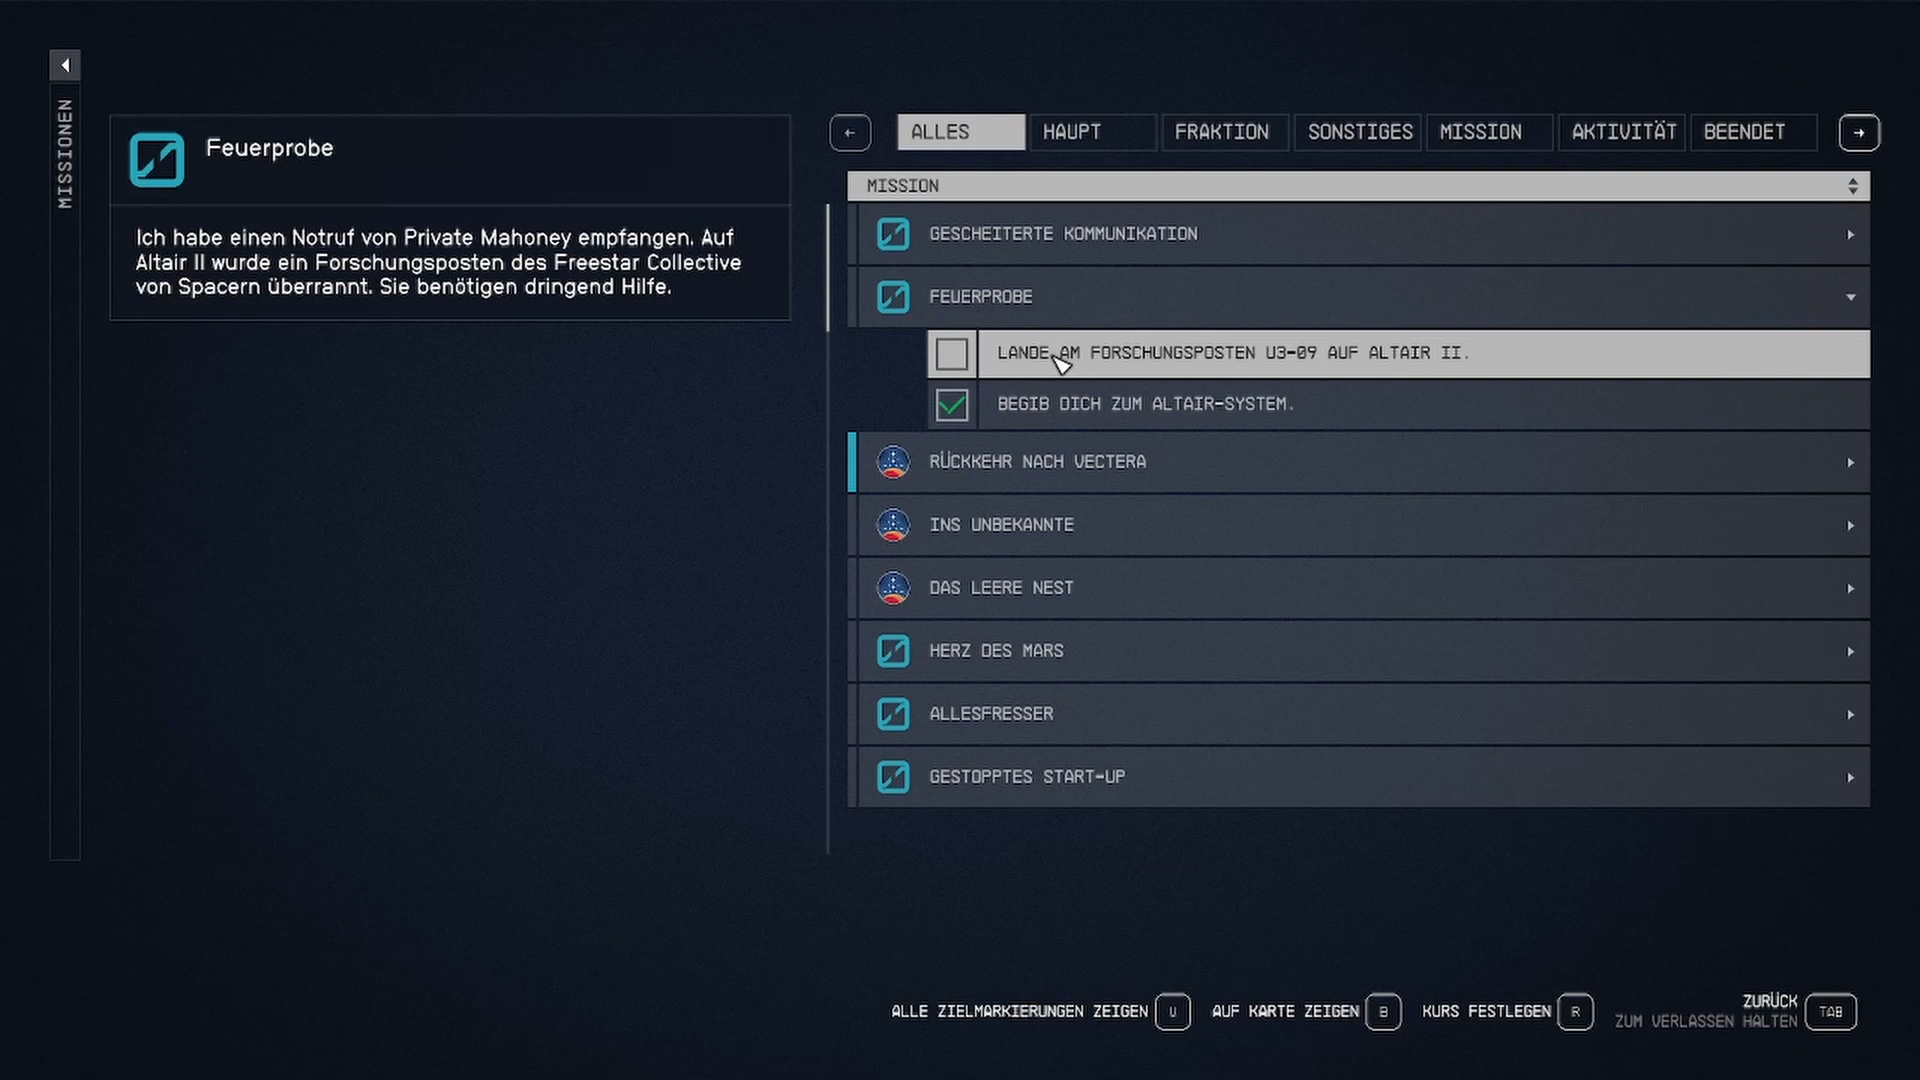 MISSIONEN
Feuerprobe
Ich habe einen Notruf von Private Mahoney empfangen. Auf
Altair II wurde ein Forschungsposten des Freestar Collective
von Spacern überrannt. Sie benötigen dringend Hilfe.
ALLES HAUPT FRAKTION SONSTIGES MISSION AKTIVITÄT BEENDET
MISSION
GESCHEITERTE KOMMUNIKATION
FEUERPROBE
LANDE AM FORSCHUNGSPOSTEN U3-09 AUF ALTAIR II.
BEGIB DICH ZUM ALTAIR-SYSTEM.
RÜCKKEHR NACH VECTERA
INS UNBEKANNTE
DAS LEERE NEST
HERZ DES MARS
ALLESFRESSER
GESTOPPTES START-UP
ALLE ZIELMARKIERUNGEN ZEIGEN U AUF KARTE ZEIGEN B KURS FESTLEGEN R ZURÜCK TAB
ZUM VERLASSEN HALTEN